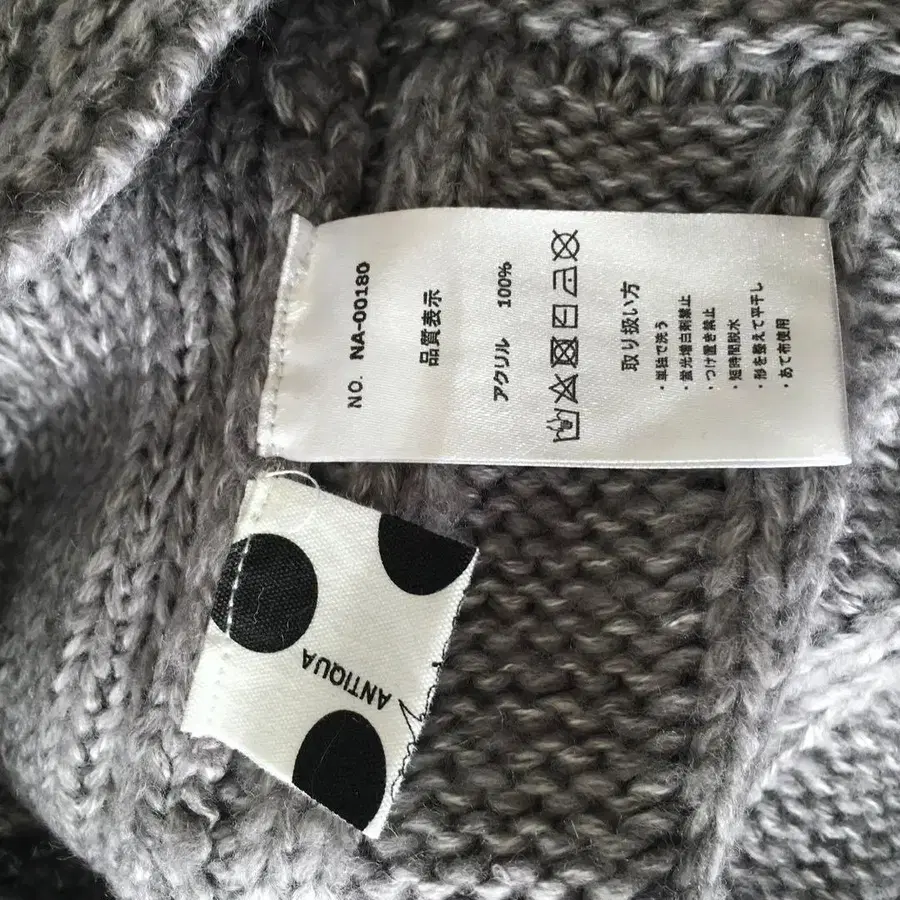 NO. NA-00180
品質表示
アクリル 100%
取り扱い方
・単独で洗う
・蛍光増白剤禁止
・つけ置き禁止
・短時間脱水
・形を整えて平干し
・あて布使用
ANTIQUA